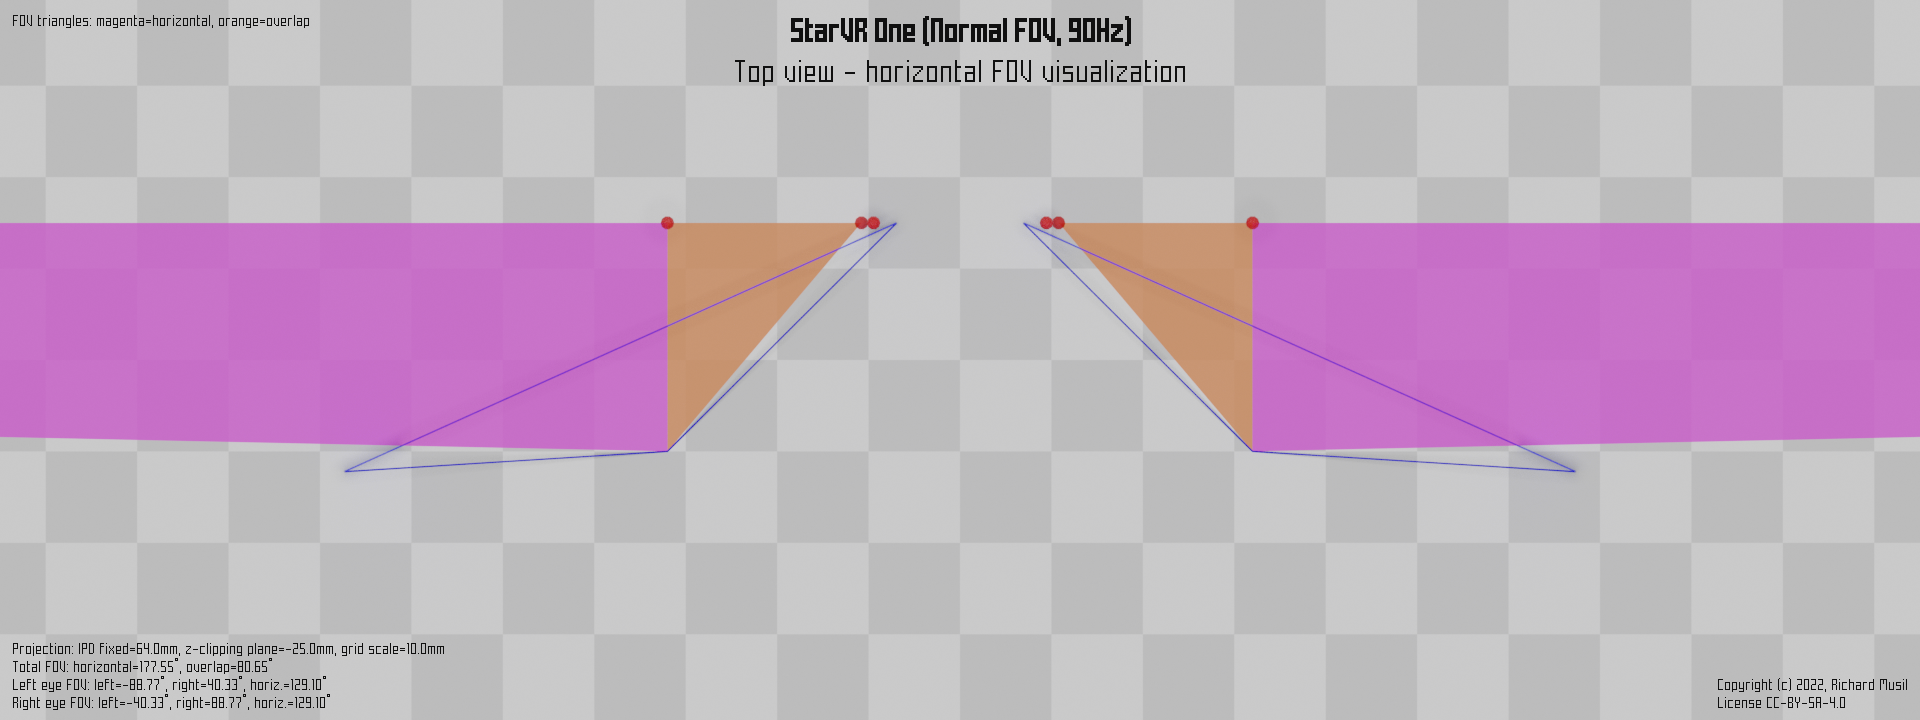 FOV triangles: magenta=horizontal, orange=overlap
StarVR One (Normal FOV, 90Hz)
Top view - horizontal FOV visualization
Projection: IPD fixed=64.0mm, z-clipping plane=-25.0mm, grid scale=10.0mm
Total FOV: horizontal=177.55°, overlap=80.65°
Left eye FOV: left=-88.77°, right=40.33°, horiz.=129.10°
Right eye FOV: left=-40.33°, right=88.77°, horiz.=129.10°
Copyright (c) 2022, Richard Musil
License CC-BY-SA-4.0